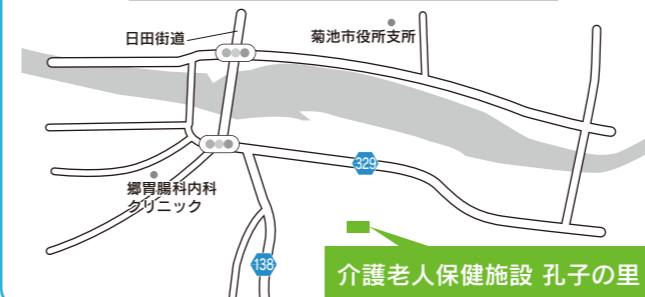 日田街道
菊池市役所支所
329
郷胃腸科内科
クリニック
138
介護老人保健施設 孔子の里